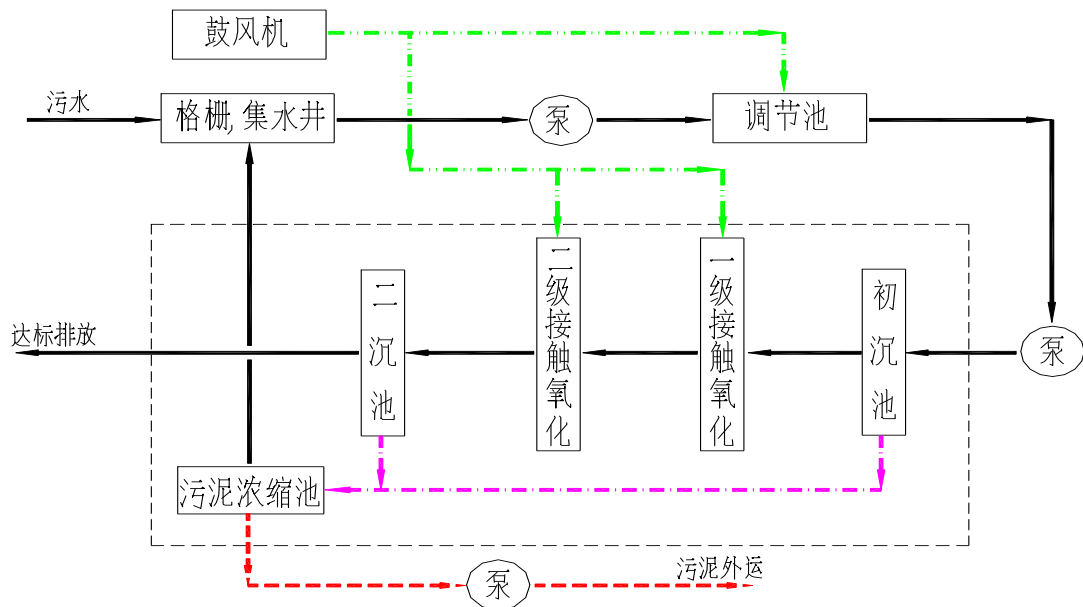 鼓风机
污水
格栅,集水井
泵
调节池
二沉池
二级接触氧化
一级接触氧化
初沉池
达标排放
泵
污泥浓缩池
泵
污泥外运